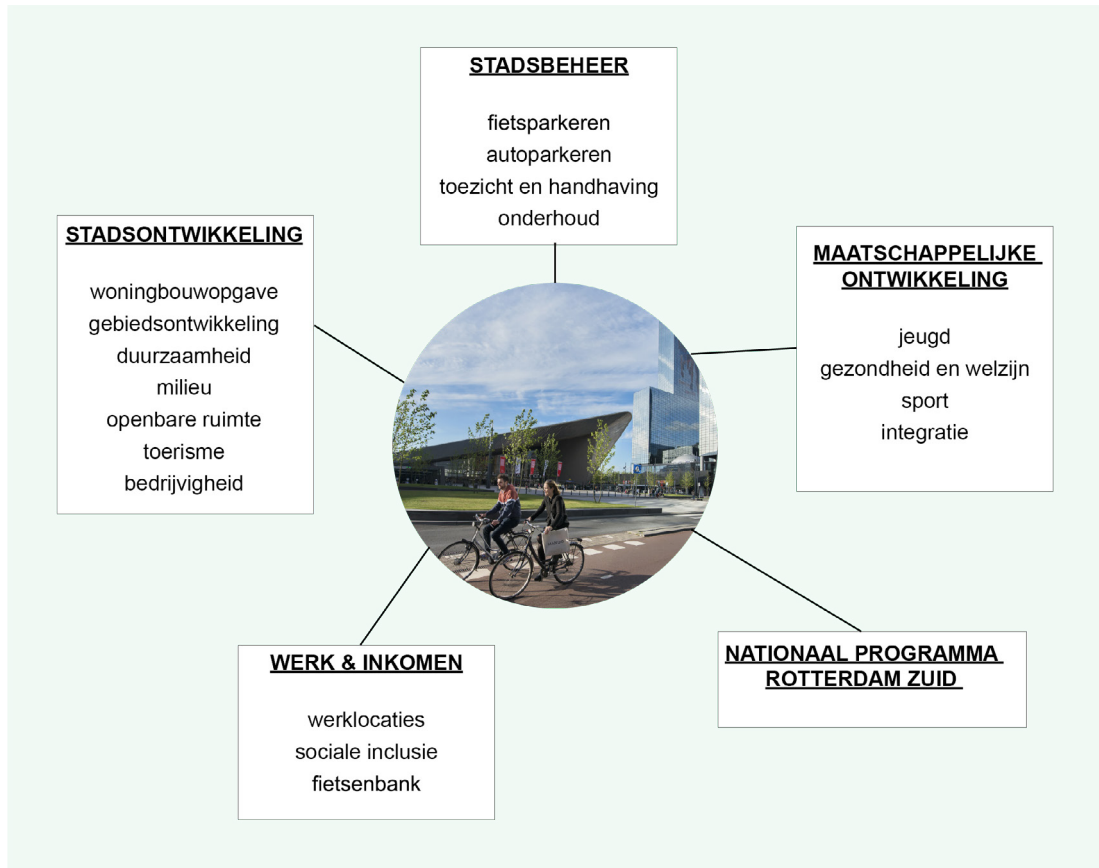 STADSBEHEER
fietsparkeren
autoparkeren
toezicht en handhaving
onderhoud
STADSONTWIKKELING
woningbouwopgave
gebiedsontwikkeling
duurzaamheid
milieu
openbare ruimte
toerisme
bedrijvigheid
MAATSCHAPPELIJKE
ONTWIKKELING
jeugd
gezondheid en welzijn
sport
integratie
WERK & INKOMEN
werklocaties
sociale inclusie
fietsenbank
NATIONAAL PROGRAMMA
ROTTERDAM ZUID